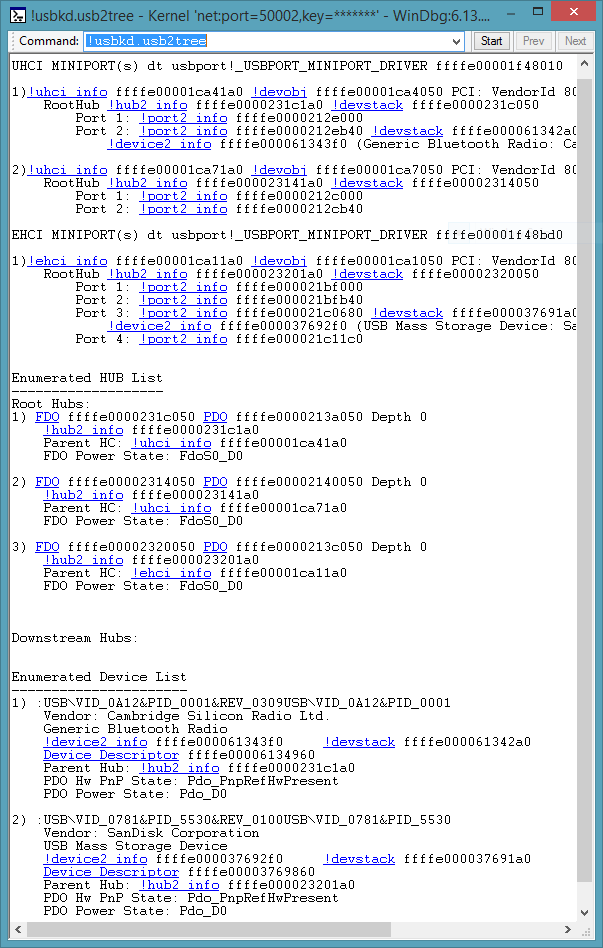 !usbkd.usb2tree - Kernel 'net:port=50002,key=*******' - WinDbg:6.13....
Command: !usbkd.usb2tree Start Prev Next
UHCI MINIPORT(s) dt usbport!_USBPORT_MINIPORT_DRIVER ffffe00001f48010
1)!uhci_info ffffe00001ca41a0 !devobj ffffe00001ca4050 PCI: VendorId 80
RootHub !hub2_info ffffe0000231c1a0 !devstack ffffe0000231c050
Port 1: !port2_info ffffe0000212e000
Port 2: !port2_info ffffe0000212eb40 !devstack ffffe000061342a0
!device2_info ffffe000061343f0 (Generic Bluetooth Radio: Ca
2)!uhci_info ffffe00001ca71a0 !devobj ffffe00001ca7050 PCI: VendorId 80
RootHub !hub2_info ffffe000023141a0 !devstack ffffe00002314050
Port 1: !port2_info ffffe0000212c000
Port 2: !port2_info ffffe0000212cb40
EHCI MINIPORT(s) dt usbport!_USBPORT_MINIPORT_DRIVER ffffe00001f48bd0
1)!ehci_info ffffe00001ca11a0 !devobj ffffe00001ca1050 PCI: VendorId 80
RootHub !hub2_info ffffe000023201a0 !devstack ffffe00002320050
Port 1: !port2_info ffffe000021bf000
Port 2: !port2_info ffffe000021bfb40
Port 3: !port2_info ffffe000021c0680 !devstack ffffe000037691a0
!device2_info ffffe000037692f0 (USB Mass Storage Device: Sa
Port 4: !port2_info ffffe000021c11c0
Enumerated HUB List
-------------------
Root Hubs:
1) FDO ffffe0000231c050 PDO ffffe0000213a050 Depth 0
!hub2_info ffffe0000231c1a0
Parent HC: !uhci_info ffffe00001ca41a0
FDO Power State: FdoS0_D0
2) FDO ffffe00002314050 PDO ffffe00002140050 Depth 0
!hub2_info ffffe000023141a0
Parent HC: !uhci_info ffffe00001ca71a0
FDO Power State: FdoS0_D0
3) FDO ffffe00002320050 PDO ffffe0000213c050 Depth 0
!hub2_info ffffe000023201a0
Parent HC: !ehci_info ffffe00001ca11a0
FDO Power State: FdoS0_D0
Downstream Hubs:
Enumerated Device List
----------------------
1) :USB\VID_0A12&PID_0001&REV_0309USB\VID_0A12&PID_0001
Vendor: Cambridge Silicon Radio Ltd.
Generic Bluetooth Radio
!device2_info ffffe000061343f0 !devstack ffffe000061342a0
Device Descriptor ffffe00006134960
Parent Hub: !hub2_info ffffe0000231c1a0
PDO Hw PnP State: Pdo_PnpRefHwPresent
PDO Power State: Pdo_D0
2) :USB\VID_0781&PID_5530&REV_0100USB\VID_0781&PID_5530
Vendor: SanDisk Corporation
USB Mass Storage Device
!device2_info ffffe000037692f0 !devstack ffffe000037691a0
Device Descriptor ffffe00003769860
Parent Hub: !hub2_info ffffe000023201a0
PDO Hw PnP State: Pdo_PnpRefHwPresent
PDO Power State: Pdo_D0